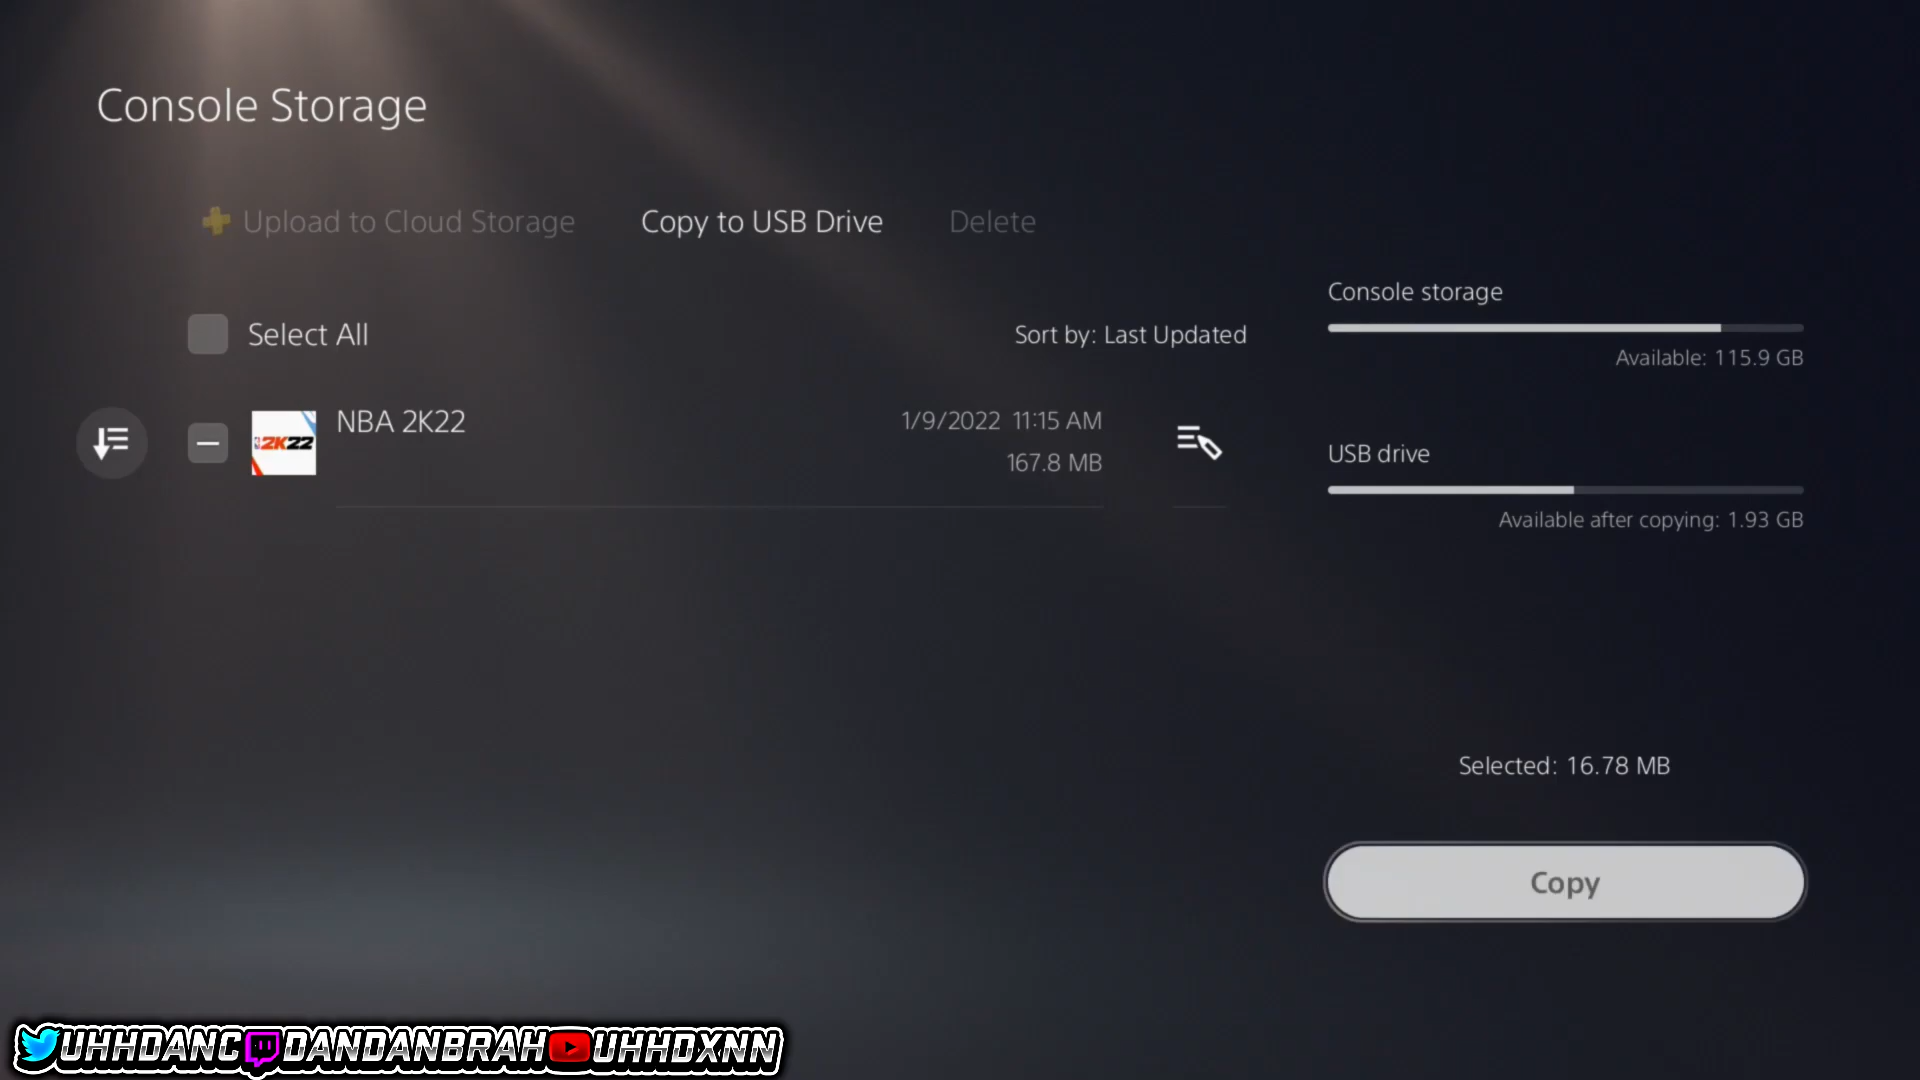 Console Storage
Upload to Cloud Storage
Copy to USB Drive
Delete
Select All
Sort by: Last Updated
2K22
NBA 2K22
1/9/2022 11:15 AM
167.8 MB
Console storage
Available: 115.9 GB
USB drive
Available after copying: 1.93 GB
Selected: 16.78 MB
Copy
UHHDANC DANDANBRAH UHHDXNN